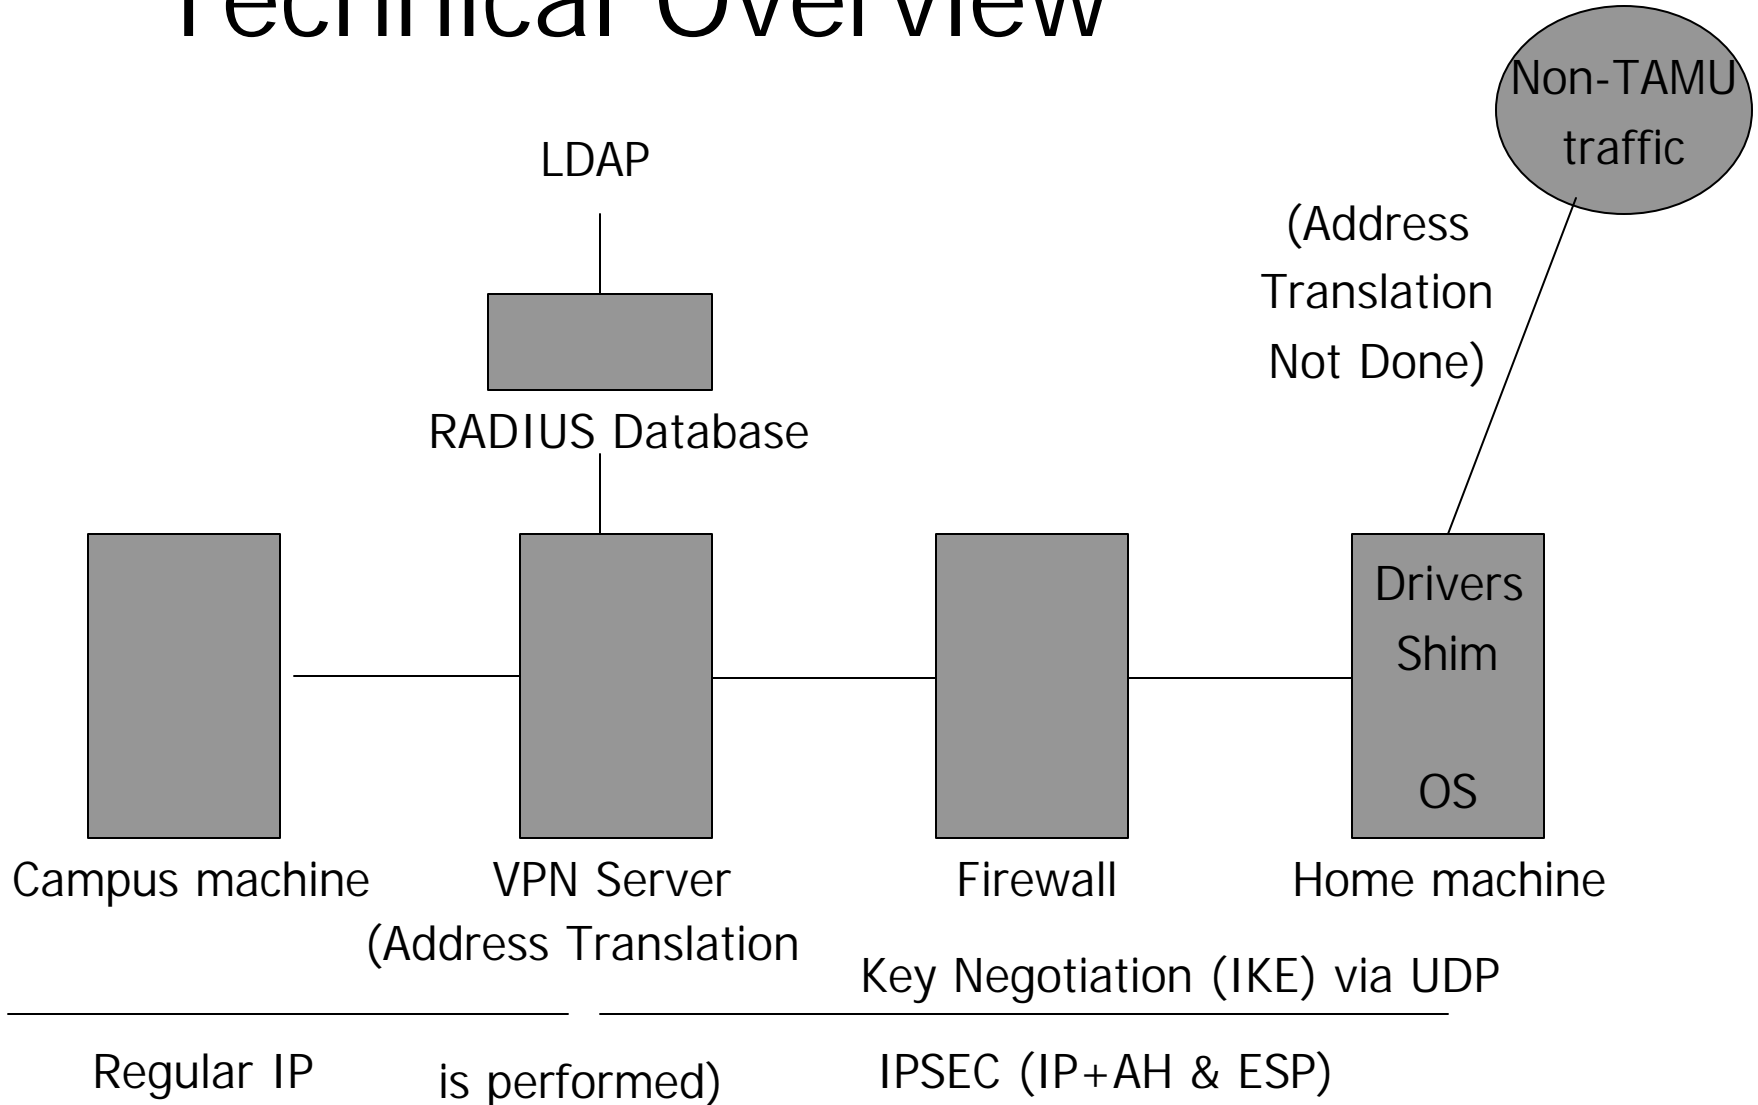 Technical Overview
Non-TAMU
traffic
LDAP
(Address
Translation
Not Done)
RADIUS Database
Drivers
Shim
OS
Campus machine
VPN Server
Firewall
Home machine
(Address Translation
Key Negotiation (IKE) via UDP
Regular IP
is performed)
IPSEC (IP+AH & ESP)